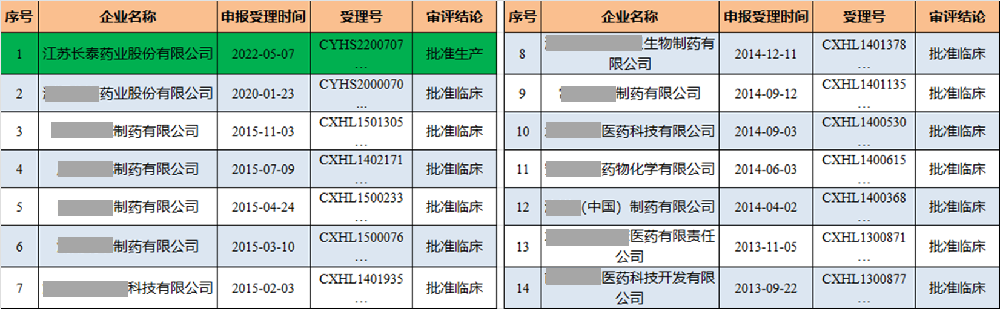 序号 企业名称 申报受理时间 受理号 审评结论
1 江苏长泰药业股份有限公司 2022-05-07 CYHS2200707 … 批准生产
2 药业股份有限公司 2020-01-23 CYHS2000070 … 批准临床
3 制药有限公司 2015-11-03 CXHL1501305 … 批准临床
4 制药有限公司 2015-07-09 CXHL1402171 … 批准临床
5 制药有限公司 2015-04-24 CXHL1500233 … 批准临床
6 制药有限公司 2015-03-10 CXHL1500076 … 批准临床
7 科技有限公司 2015-02-03 CXHL1401935 … 批准临床
序号 企业名称 申报受理时间 受理号 审评结论
8 生物制药有限公司 2014-12-11 CXHL1401378 … 批准临床
9 制药有限公司 2014-09-12 CXHL1401135 … 批准临床
10 医药科技有限公司 2014-09-03 CXHL1400530 … 批准临床
11 药物化学有限公司 2014-06-03 CXHL1400615 … 批准临床
12 (中国）制药有限公司 2014-04-02 CXHL1400368 … 批准临床
13 医药有限责任公司 2013-11-05 CXHL1300871 … 批准临床
14 医药科技开发有限公司 2013-09-22 CXHL1300877 … 批准临床